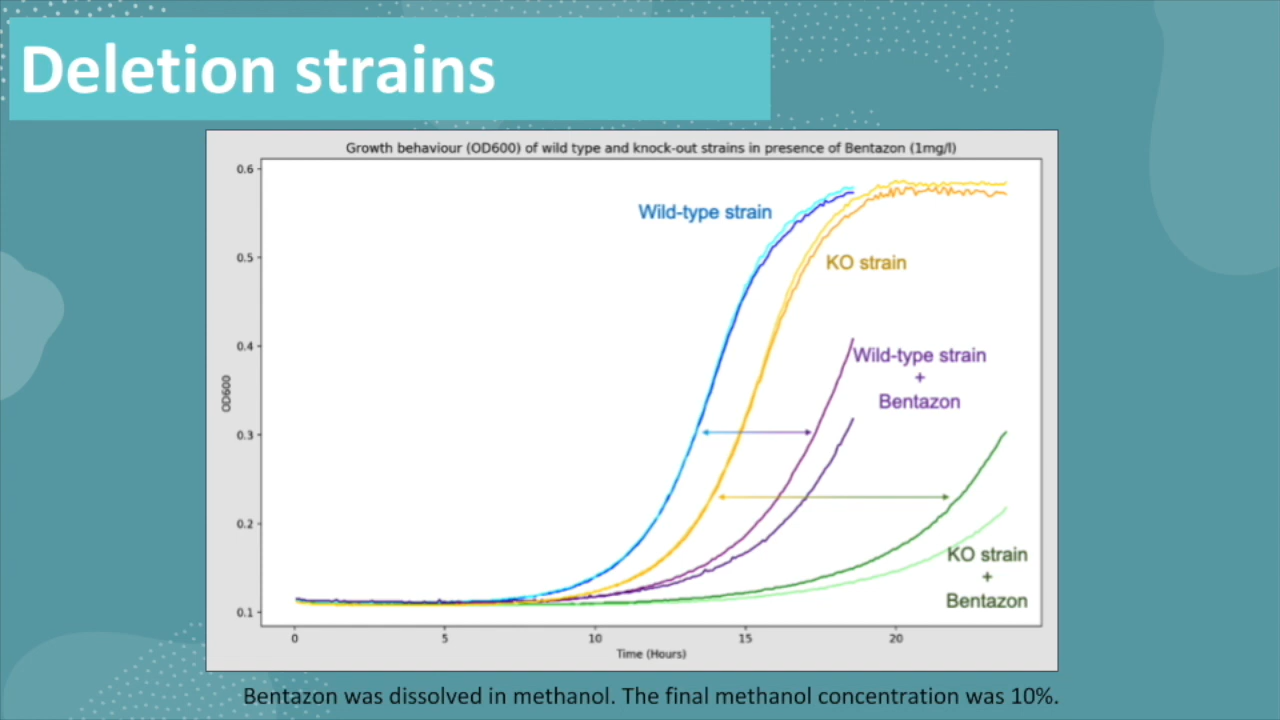 Deletion strains
Growth behaviour (OD600) of wild type and knock-out strains in presence of Bentazon (1mg/l)
0.6
0.5
0.4
0.3
0.2
0.1
OD600
Wild-type strain
KO strain
Wild-type strain
+
Bentazon
KO strain
+
Bentazon
0 5 10 15 20
Time (Hours)
Bentazon was dissolved in methanol. The final methanol concentration was 10%.